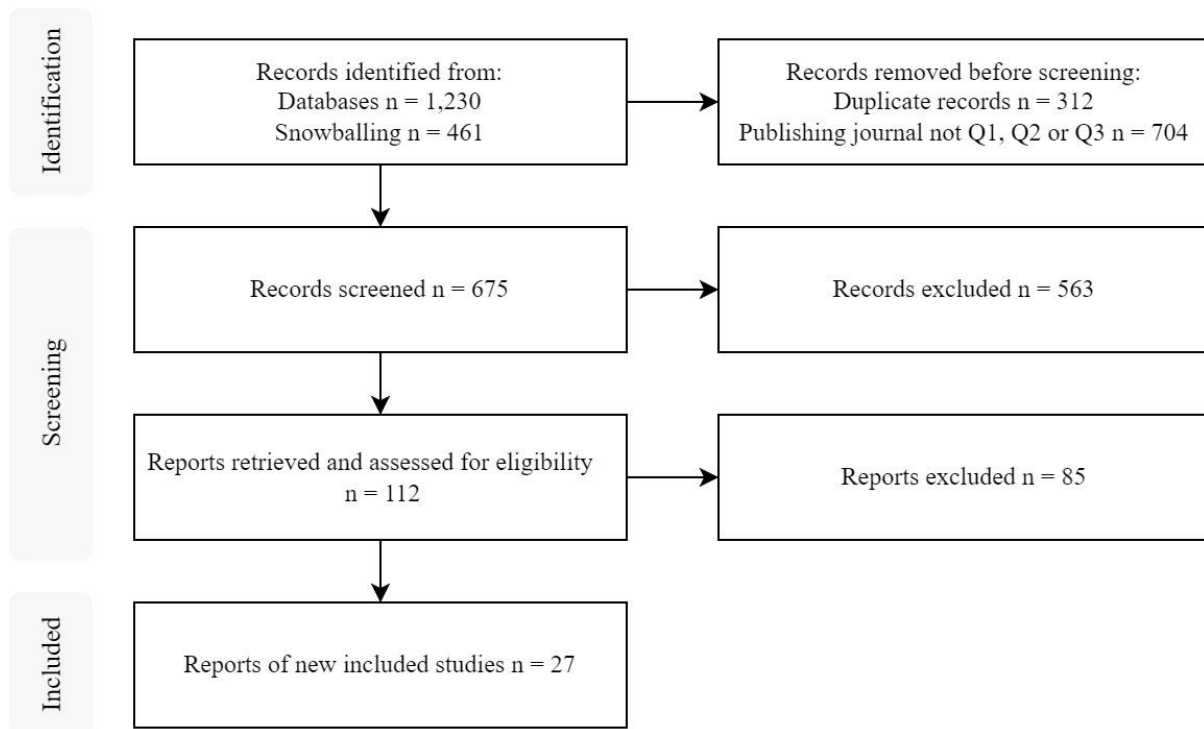 Identification
Records identified from:
Databases n = 1,230
Snowballing n = 461
Records removed before screening:
Duplicate records n = 312
Publishing journal not Q1, Q2 or Q3 n = 704
Screening
Records screened n = 675
Records excluded n = 563
Reports retrieved and assessed for eligibility
n = 112
Reports excluded n = 85
Included
Reports of new included studies n = 27